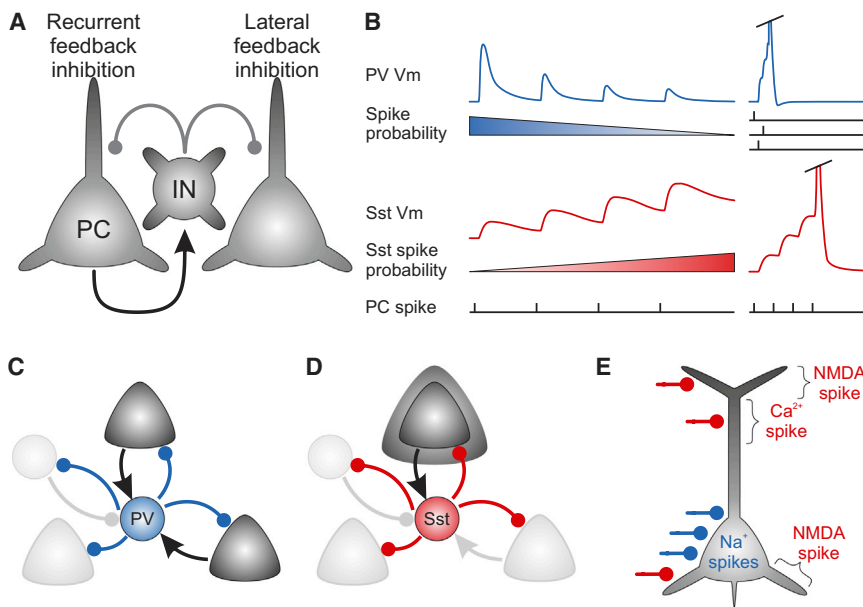 A
Recurrent
feedback
inhibition
Lateral
feedback
inhibition
PC
IN
B
PV Vm
Spike
probability
Sst Vm
Sst spike
probability
PC spike
C
PV
D
Sst
E
NMDA
spike
Ca²⁺
spike
Na⁺
spikes
NMDA
spike